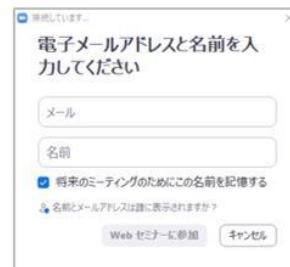 接続しています...
電子メールアドレスと名前を入
力してください
メール
名前
将来のミーティングのためにこの名前を記憶する
名前とメールアドレスは誰に表示されますか？
Web セミナーに参加 キャンセル